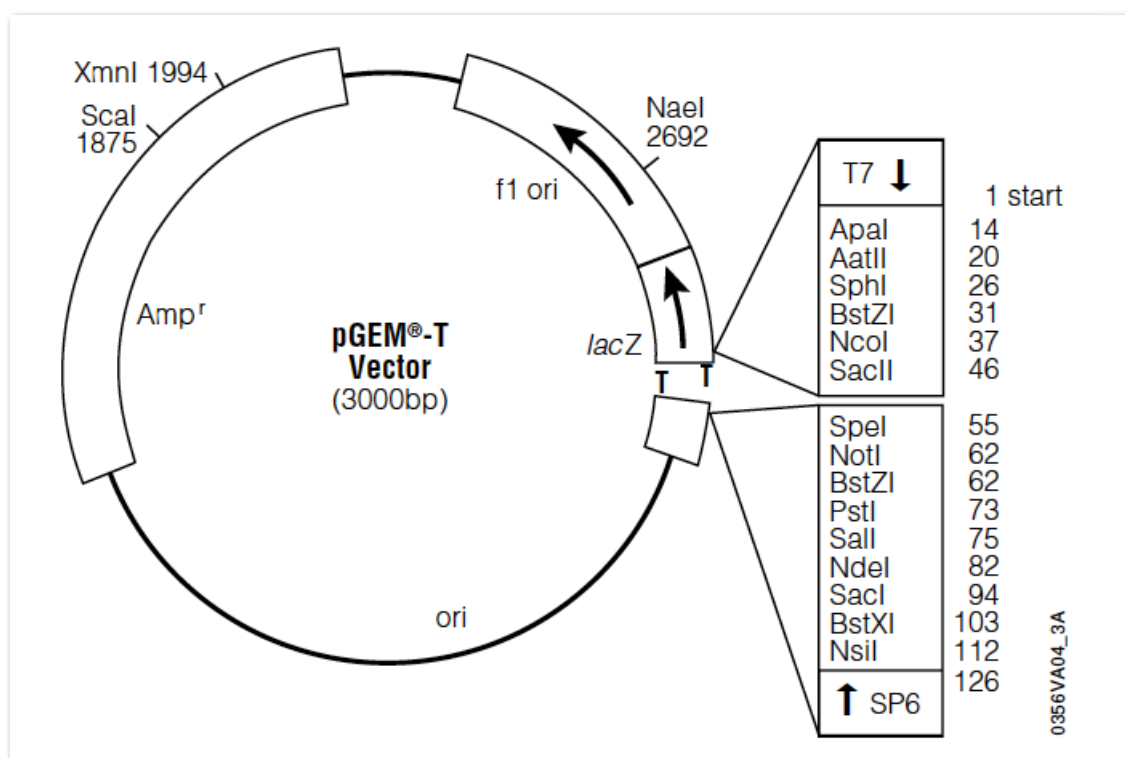 XmnI 1994
ScaI
1875
NaeI
2692
f1 ori
Ampʳ
pGEM®-T
Vector
(3000bp)
lacZ
T T
ori
T7 ↓
1 start
ApaI 14
AatII 20
SphI 26
BstZI 31
NcoI 37
SacII 46
SpeI 55
NotI 62
BstZI 62
PstI 73
SalI 75
NdeI 82
SacI 94
BstXI 103
NsiI 112
126
↑ SP6
0356VA04_3A